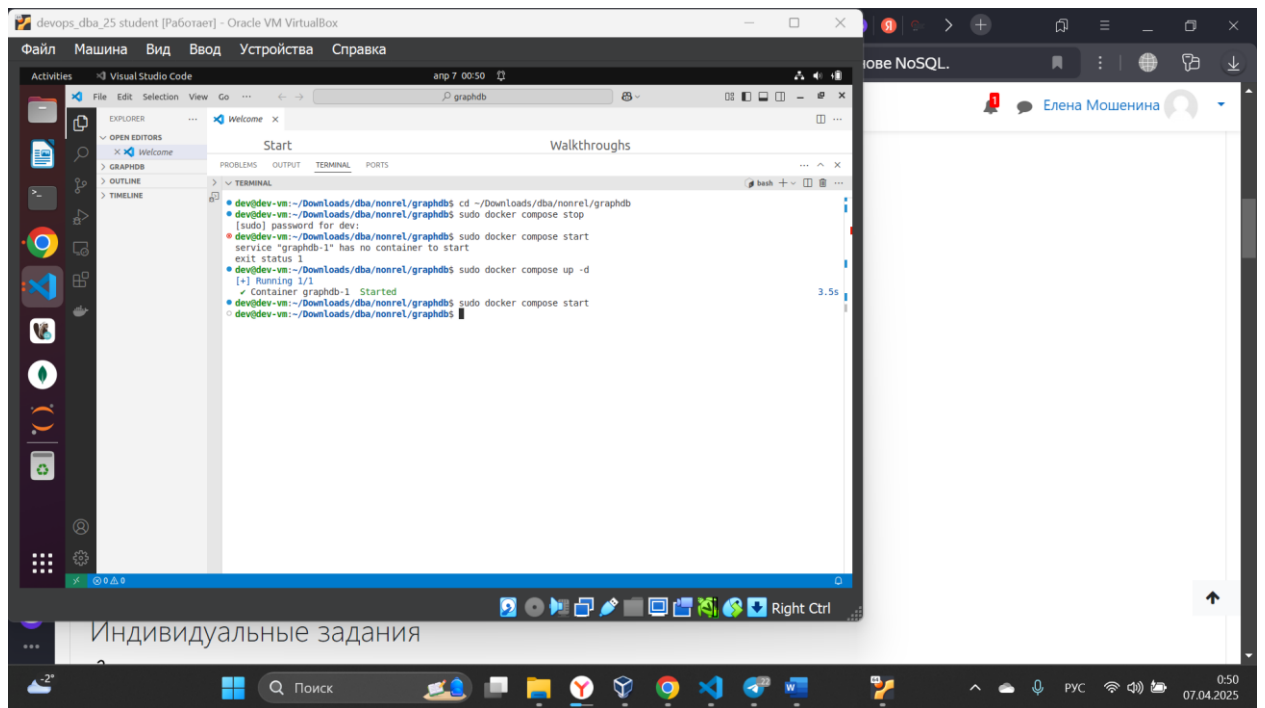 devops_dba_25 student [Работает] - Oracle VM VirtualBox
Файл Машина Вид Ввод Устройства Справка
Activities Visual Studio Code апр 7 00:50
File Edit Selection View Go ··· graphdb
EXPLORER ··· Welcome
OPEN EDITORS
Welcome
GRAPHDB
OUTLINE
TIMELINE
Start Walkthroughs
PROBLEMS OUTPUT TERMINAL PORTS
TERMINAL bash
dev@dev-vm:~/Downloads/dba/nonrel/graphdb$ cd ~/Downloads/dba/nonrel/graphdb
dev@dev-vm:~/Downloads/dba/nonrel/graphdb$ sudo docker compose stop
[sudo] password for dev:
dev@dev-vm:~/Downloads/dba/nonrel/graphdb$ sudo docker compose start
service "graphdb-1" has no container to start
exit status 1
dev@dev-vm:~/Downloads/dba/nonrel/graphdb$ sudo docker compose up -d
[+] Running 1/1
✔ Container graphdb-1 Started 3.5s
dev@dev-vm:~/Downloads/dba/nonrel/graphdb$ sudo docker compose start
dev@dev-vm:~/Downloads/dba/nonrel/graphdb$
0 0
Right Ctrl
нове NoSQL.
1 Елена Мошенина
Индивидуальные задания
-2°
Поиск
РУС
0:50
07.04.2025